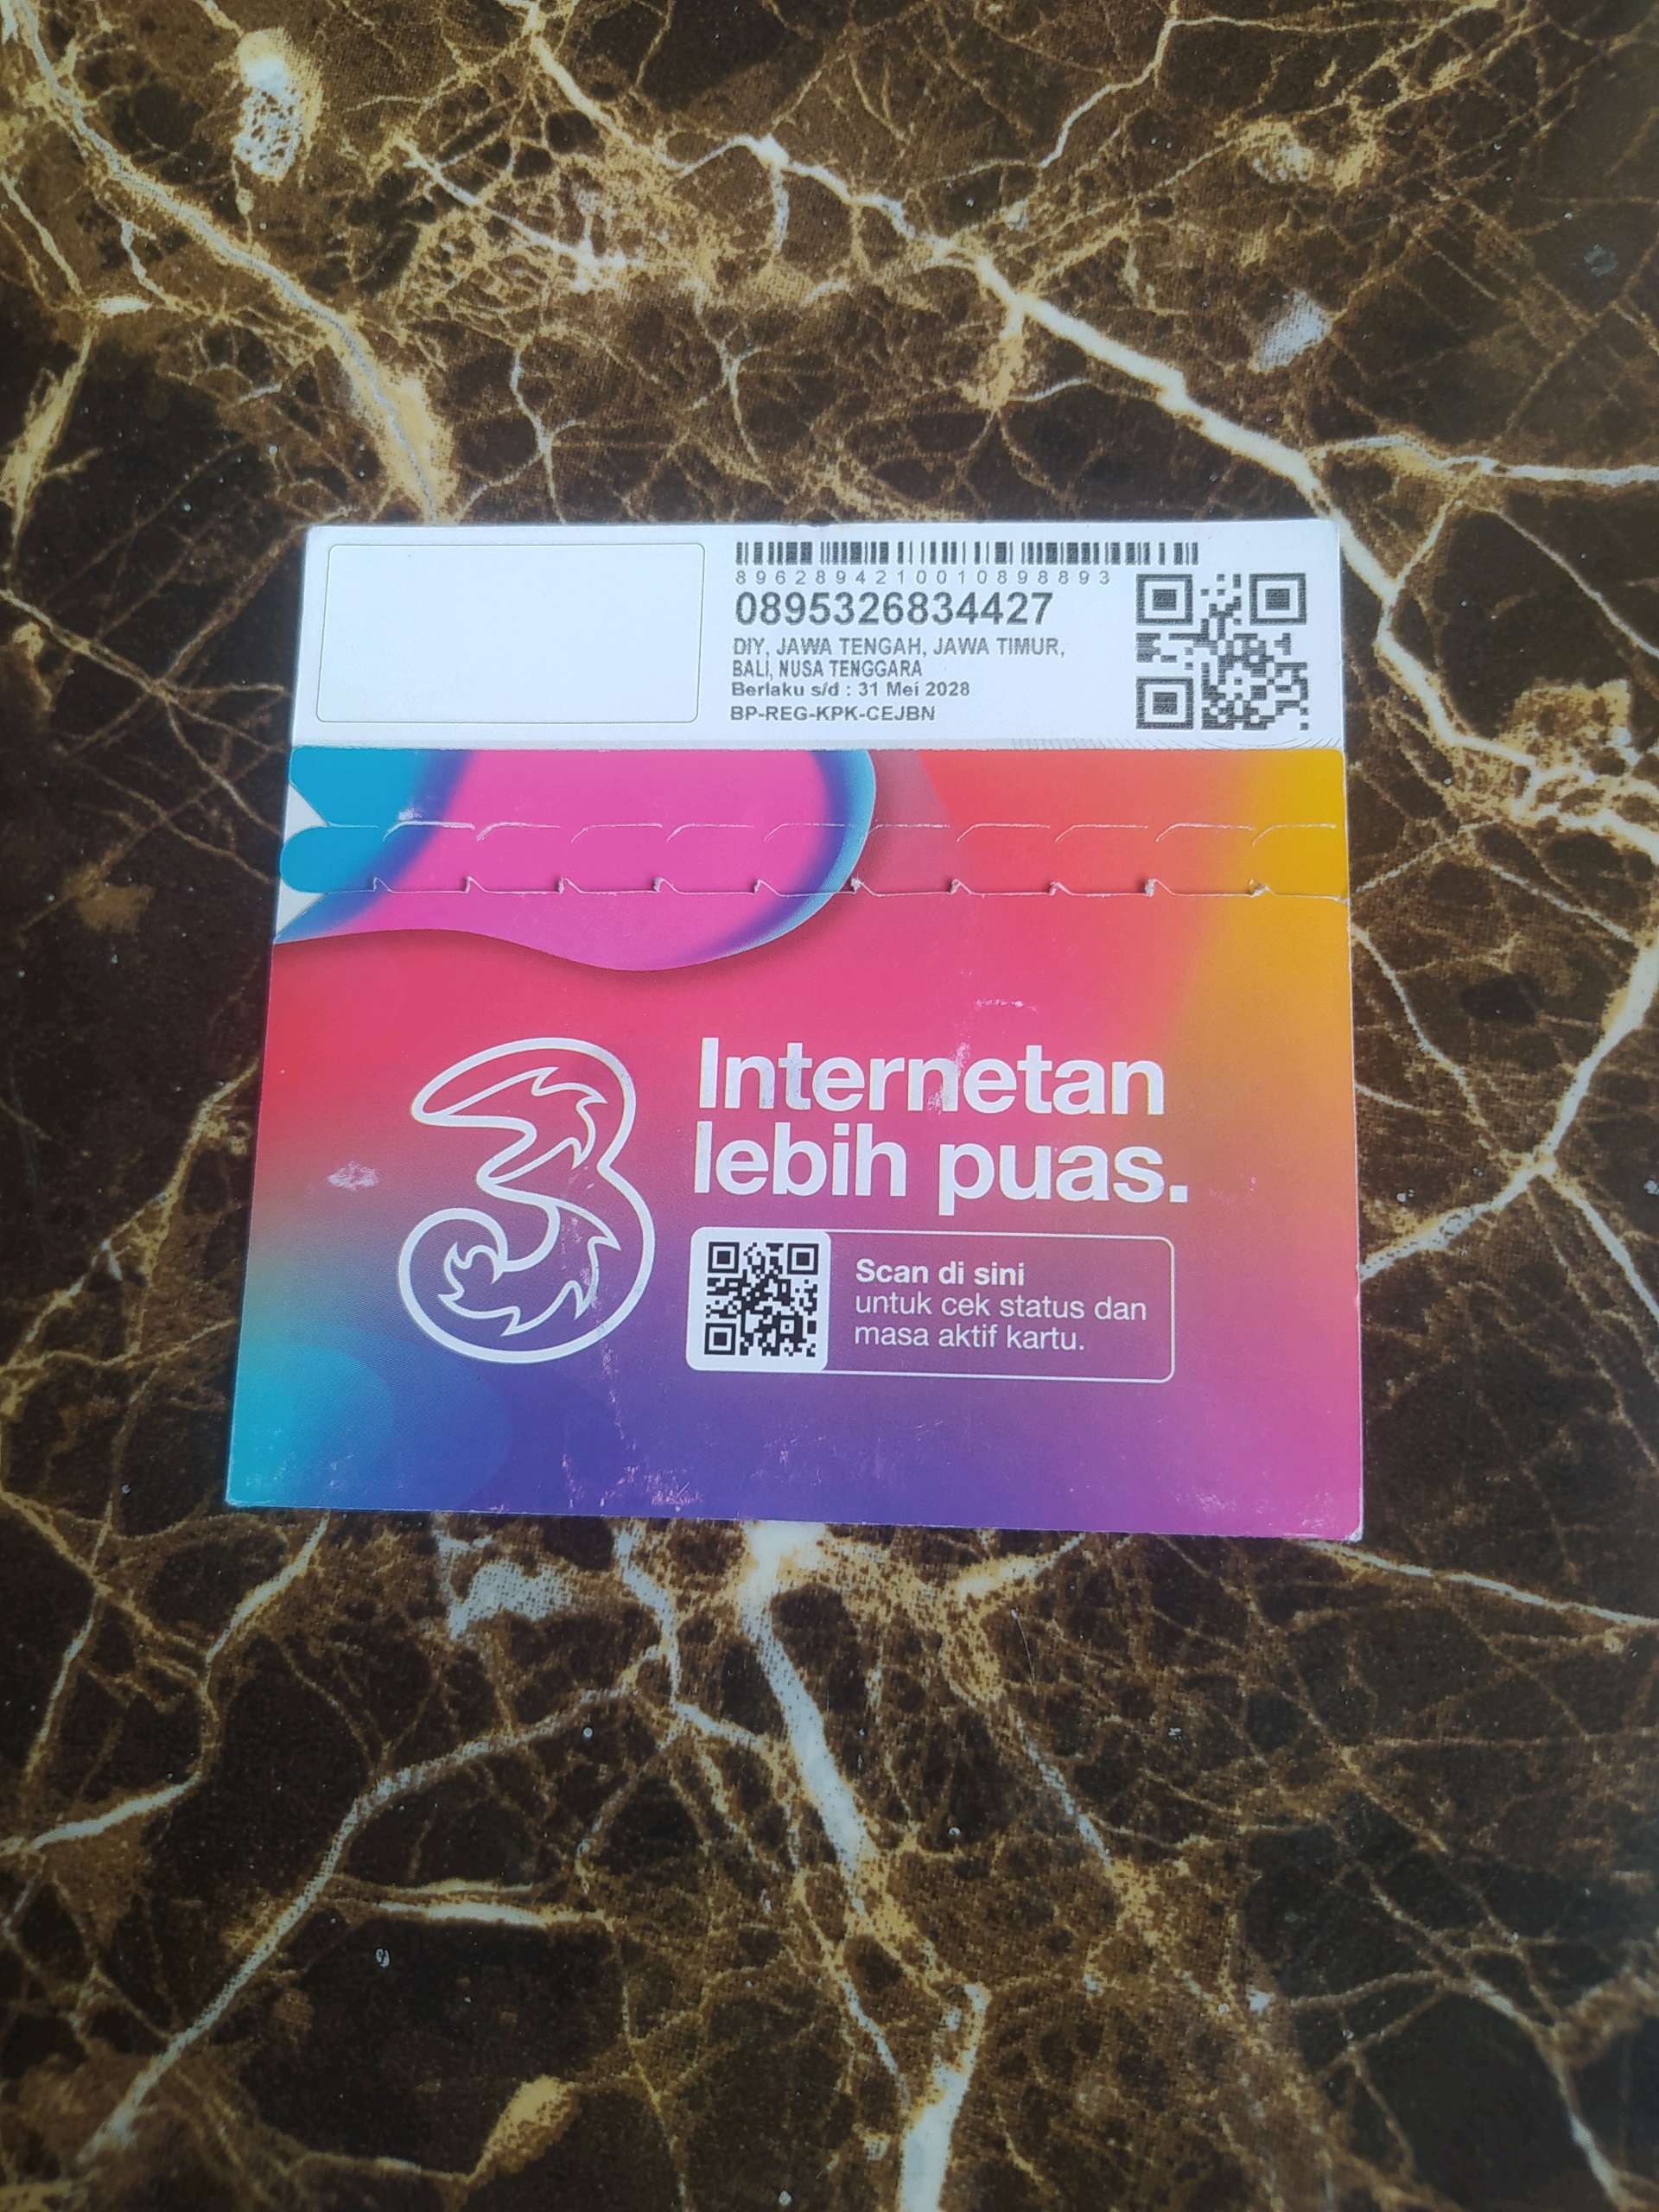 8962894210010898893
0895326834427
DIY, JAWA TENGAH, JAWA TIMUR,
BALI, NUSA TENGGARA
Berlaku s/d : 31 Mei 2028
BP-REG-KPK-CEJBN
3
Internetan
lebih puas.
Scan di sini
untuk cek status dan
masa aktif kartu.